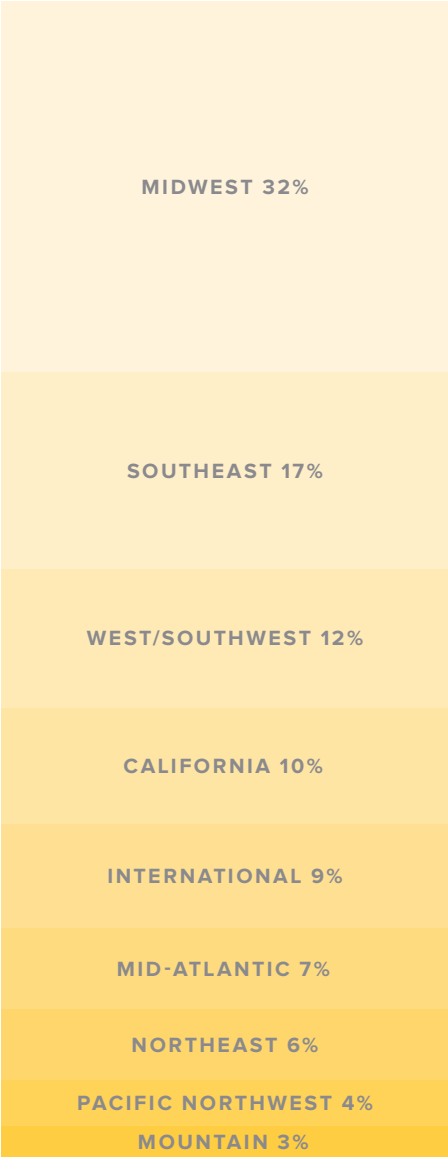 MIDWEST 32%
SOUTHEAST 17%
WEST/SOUTHWEST 12%
CALIFORNIA 10%
INTERNATIONAL 9%
MID-ATLANTIC 7%
NORTHEAST 6%
PACIFIC NORTHWEST 4%
MOUNTAIN 3%